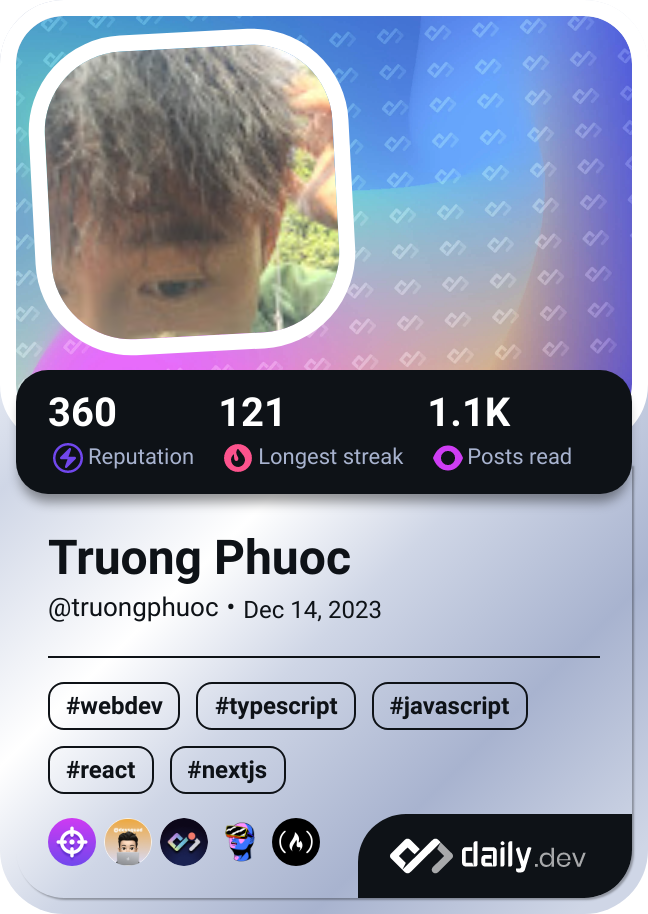 360 121 1.1K
Reputation Longest streak Posts read
Truong Phuoc
@truongphuoc • Dec 14, 2023
#webdev #typescript #javascript
#react #nextjs
daily.dev